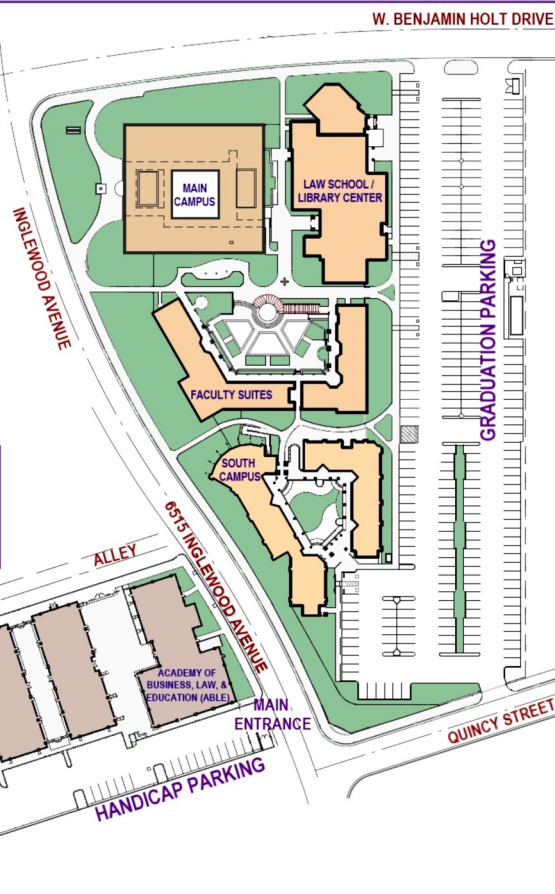 W. BENJAMIN HOLT DRIVE
MAIN
CAMPUS
LAW SCHOOL /
LIBRARY CENTER
INGLEWOOD AVENUE
GRADUATION PARKING
FACULTY SUITES
SOUTH
CAMPUS
6515 INGLEWOOD AVENUE
ALLEY
ACADEMY OF
BUSINESS, LAW, &
EDUCATION (ABLE)
MAIN
ENTRANCE
QUINCY STREET
HANDICAP PARKING